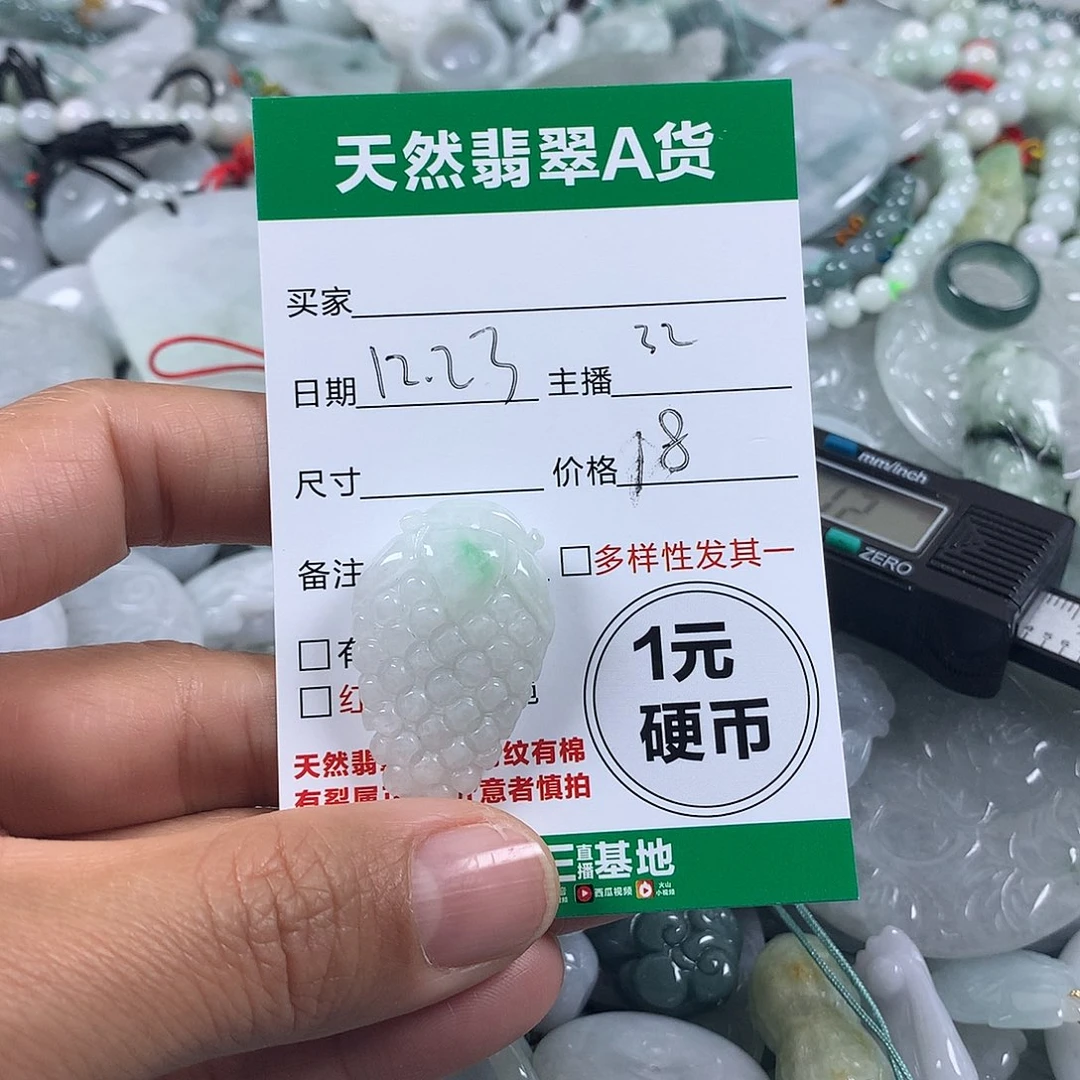 天然翡翠A货
买家
日期 12.23 主播 32
尺寸 价格 18
备注 □多样性发其一
□有
□红
1元
硬币
天然翡 纹有棉
有裂属 意者慎拍
直播基地
西瓜视频 火山小视频
mm/inch
ZERO